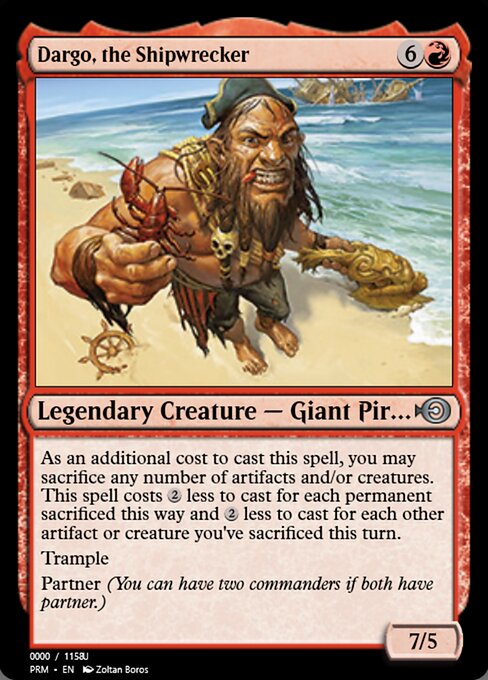 Dargo, the Shipwrecker 6
Legendary Creature — Giant Pir...
As an additional cost to cast this spell, you may
sacrifice any number of artifacts and/or creatures.
This spell costs 2 less to cast for each permanent
sacrificed this way and 2 less to cast for each other
artifact or creature you've sacrificed this turn.
Trample
Partner (You can have two commanders if both have
partner.)
7/5
0000 / 1158U
PRM • EN Zoltan Boros